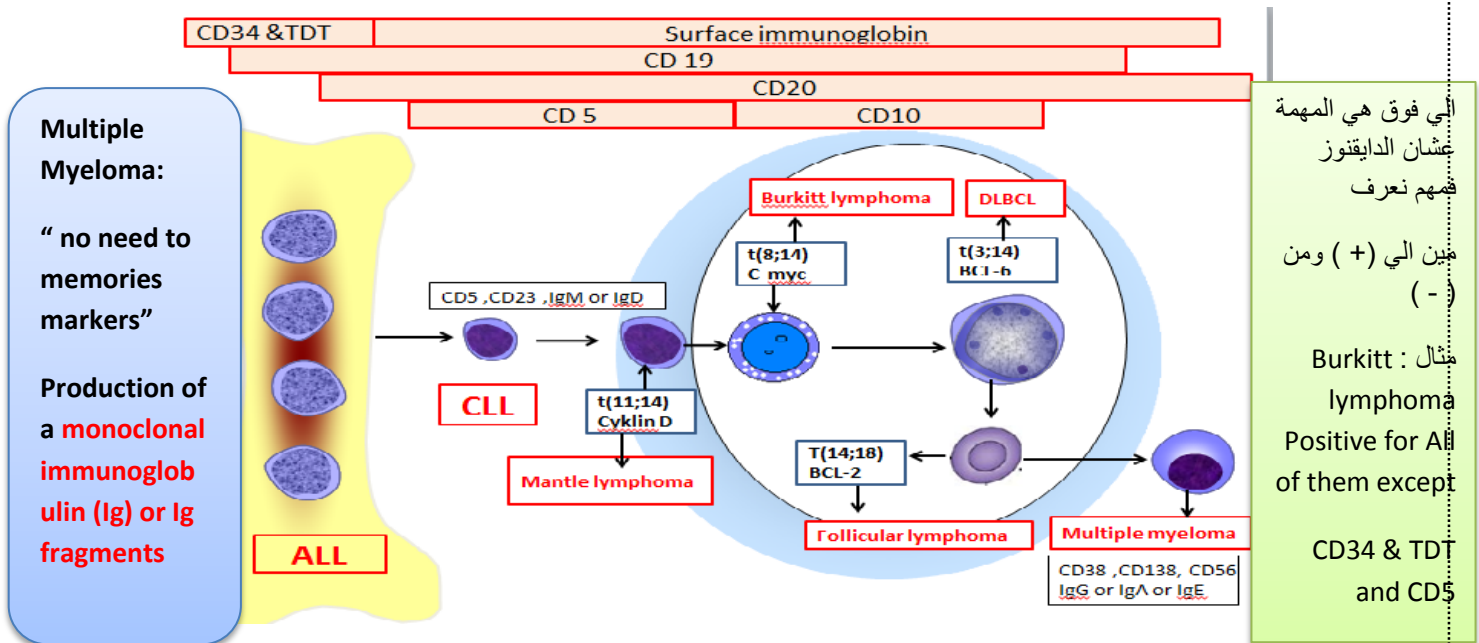 CD34 &TDT
Surface immunoglobin
CD 19
CD20
CD 5
CD10
Multiple
Myeloma:
“ no need to
memories
markers”
Production of
a monoclonal
immunoglob
ulin (Ig) or Ig
fragments
ALL
CD5 ,CD23 ,IgM or IgD
CLL
t(11;14)
Cyklin D
Mantle lymphoma
Burkitt lymphoma
t(8;14)
C myc
DLBCL
t(3;14)
BCL-6
T(14;18)
BCL-2
Follicular lymphoma
Multiple myeloma
CD38 ,CD138, CD56
IgG or IgA or IgE
الي فوق هي المهمة
عشان الدايقنوز
فمهم نعرف
مين الي (+ ) ومن
( - )
مثال : Burkitt
lymphoma
Positive for All
of them except
CD34 & TDT
and CD5